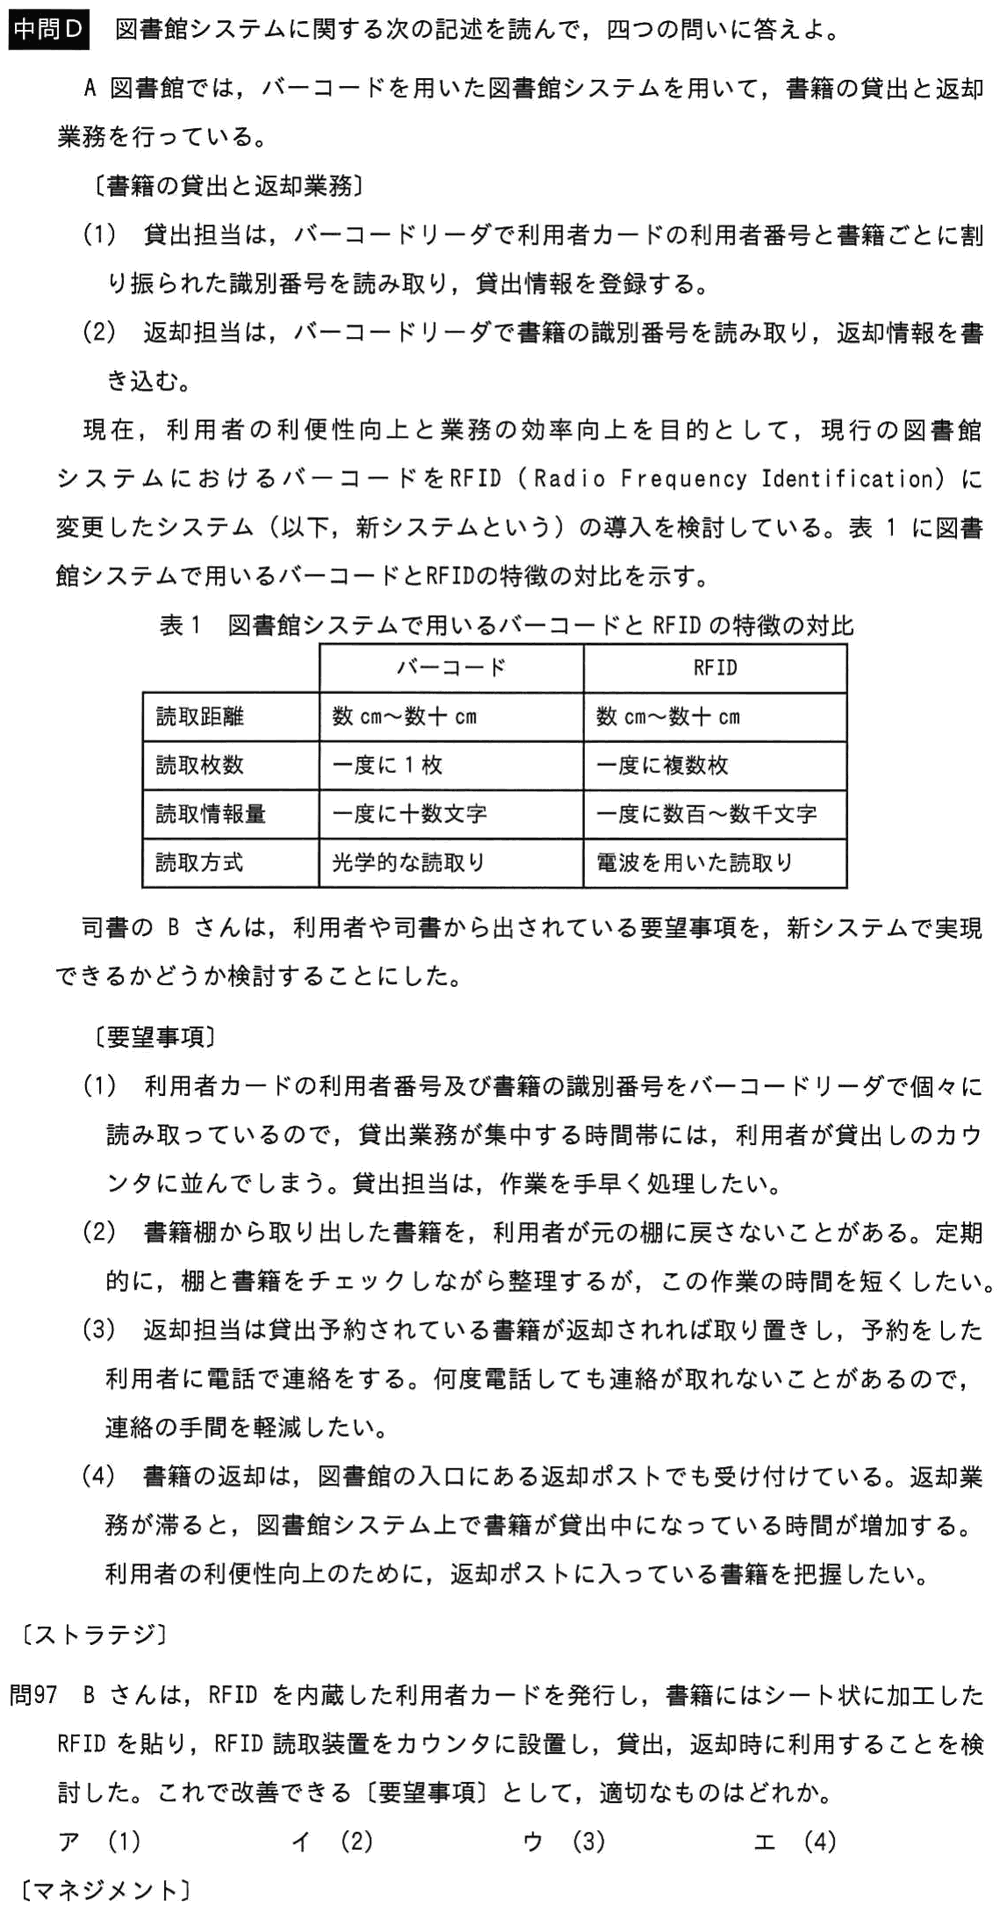 中問D 図書館システムに関する次の記述を読んで，四つの問いに答えよ。
A 図書館では，バーコードを用いた図書館システムを用いて，書籍の貸出と返却
業務を行っている。
〔書籍の貸出と返却業務〕
(1) 貸出担当は，バーコードリーダで利用者カードの利用者番号と書籍ごとに割
り振られた識別番号を読み取り，貸出情報を登録する。
(2) 返却担当は，バーコードリーダで書籍の識別番号を読み取り，返却情報を書
き込む。
現在，利用者の利便性向上と業務の効率向上を目的として，現行の図書館
システムにおけるバーコードをRFID（Radio Frequency Identification）に
変更したシステム（以下，新システムという）の導入を検討している。表 1 に図書
館システムで用いるバーコードとRFIDの特徴の対比を示す。
表1 図書館システムで用いるバーコードと RFID の特徴の対比
バーコード RFID
読取距離 数 cm～数十 cm 数 cm～数十 cm
読取枚数 一度に 1 枚 一度に複数枚
読取情報量 一度に十数文字 一度に数百～数千文字
読取方式 光学的な読取り 電波を用いた読取り
司書の B さんは，利用者や司書から出されている要望事項を，新システムで実現
できるかどうか検討することにした。
〔要望事項〕
(1) 利用者カードの利用者番号及び書籍の識別番号をバーコードリーダで個々に
読み取っているので，貸出業務が集中する時間帯には，利用者が貸出しのカウ
ンタに並んでしまう。貸出担当は，作業を手早く処理したい。
(2) 書籍棚から取り出した書籍を，利用者が元の棚に戻さないことがある。定期
的に，棚と書籍をチェックしながら整理するが，この作業の時間を短くしたい。
(3) 返却担当は貸出予約されている書籍が返却されれば取り置きし，予約をした
利用者に電話で連絡をする。何度電話しても連絡が取れないことがあるので，
連絡の手間を軽減したい。
(4) 書籍の返却は，図書館の入口にある返却ポストでも受け付けている。返却業
務が滞ると，図書館システム上で書籍が貸出中になっている時間が増加する。
利用者の利便性向上のために，返却ポストに入っている書籍を把握したい。
〔ストラテジ〕
問97 B さんは，RFID を内蔵した利用者カードを発行し，書籍にはシート状に加工した
RFID を貼り，RFID 読取装置をカウンタに設置し，貸出，返却時に利用することを検
討した。これで改善できる〔要望事項〕として，適切なものはどれか。
ア (1) イ (2) ウ (3) エ (4)
〔マネジメント〕